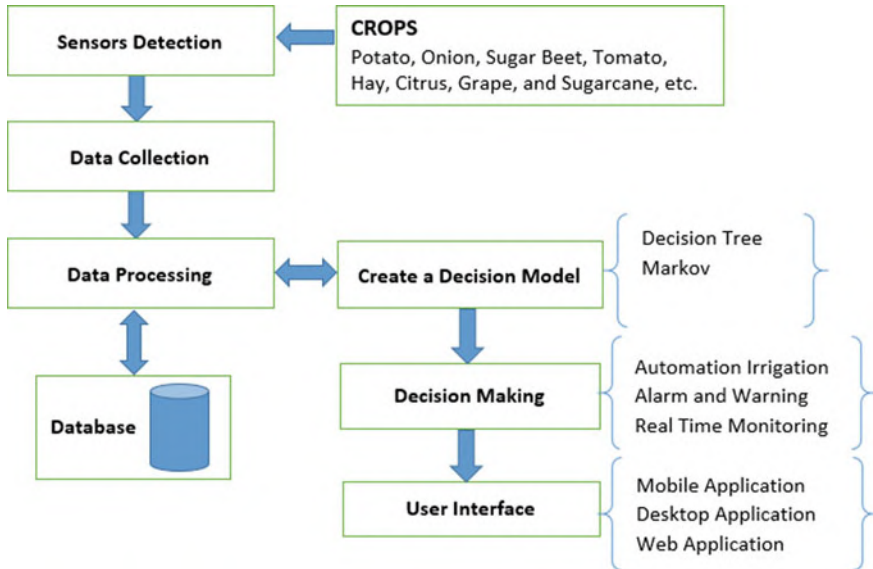 Sensors Detection
CROPS
Potato, Onion, Sugar Beet, Tomato,
Hay, Citrus, Grape, and Sugarcane, etc.
Data Collection
Data Processing
Create a Decision Model
Decision Tree
Markov
Database
Decision Making
Automation Irrigation
Alarm and Warning
Real Time Monitoring
User Interface
Mobile Application
Desktop Application
Web Application